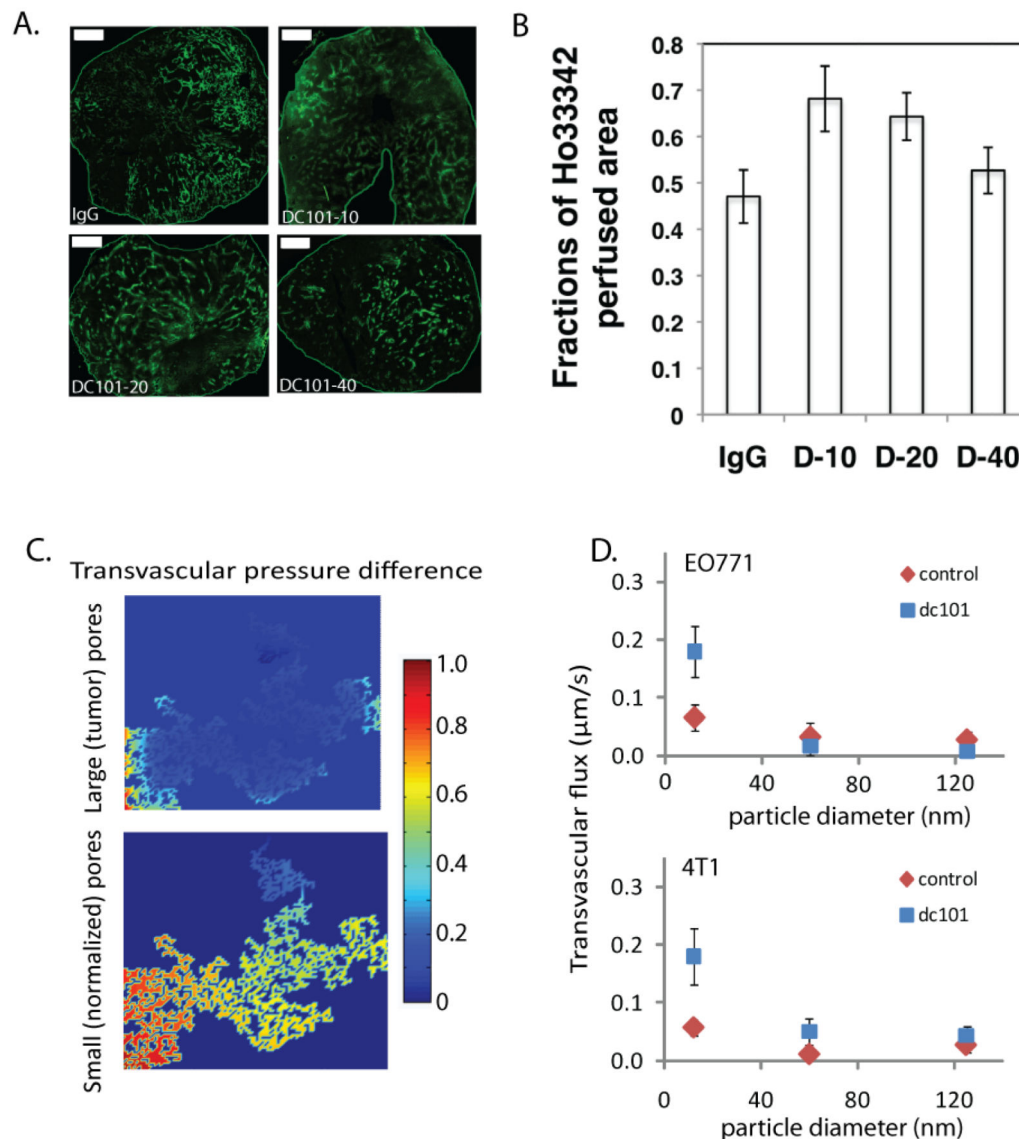 A.
IgG
DC101-10
DC101-20
DC101-40
B
Fractions of Ho33342
perfused area
0.8
0.7
0.6
0.5
0.4
0.3
0.2
0.1
0
IgG D-10 D-20 D-40
C.
Transvascular pressure difference
Large (tumor) pores
Small (normalized) pores
1.0
0.8
0.6
0.4
0.2
0
D.
Transvascular flux (µm/s)
EO771
control
dc101
0.3
0.2
0.1
0.0
0 40 80 120
particle diameter (nm)
4T1
control
dc101
0.3
0.2
0.1
0.0
0 40 80 120
particle diameter (nm)